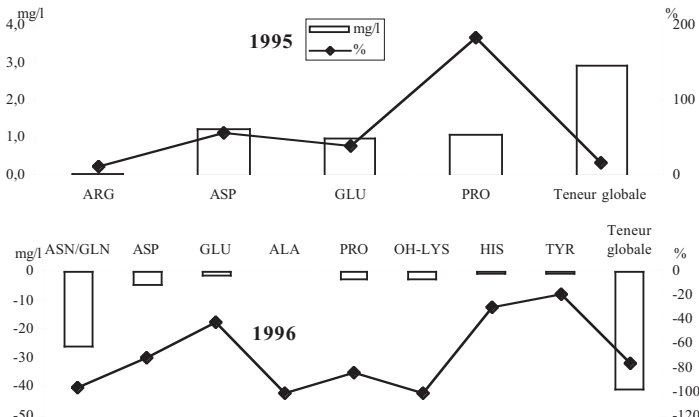 mg/l %
4,0 1995 mg/l 200
%
3,0
2,0 100
1,0
0,0 0
ARG ASP GLU PRO Teneur globale
Teneur
mg/l ASN/GLN ASP GLU ALA PRO OH-LYS HIS TYR globale %
0 0
-10 -20
-20 -40
1996
-30 -60
-80
-40 -100
-50 -120